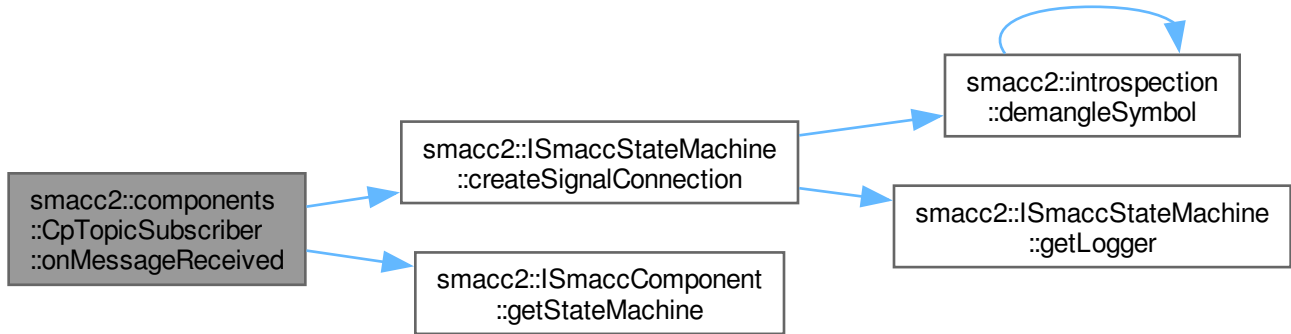 smacc2::components
::CpTopicSubscriber
::onMessageReceived
smacc2::ISmaccStateMachine
::createSignalConnection
smacc2::introspection
::demangleSymbol
smacc2::ISmaccStateMachine
::getLogger
smacc2::ISmaccComponent
::getStateMachine